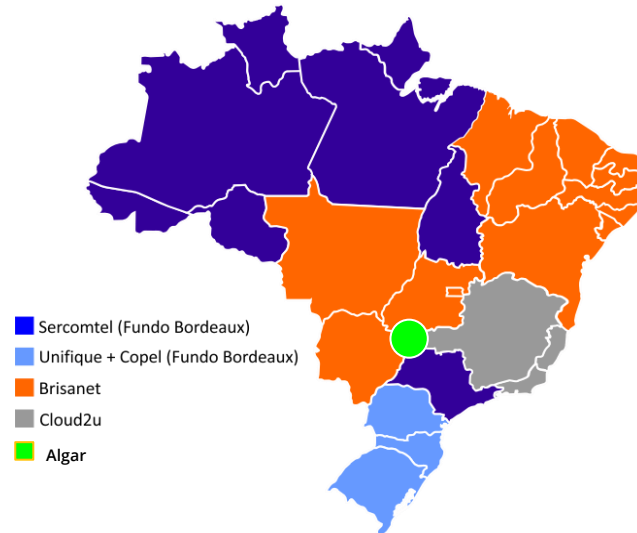 Sercomtel (Fundo Bordeaux)
Unifique + Copel (Fundo Bordeaux)
Brisanet
Cloud2u
Algar